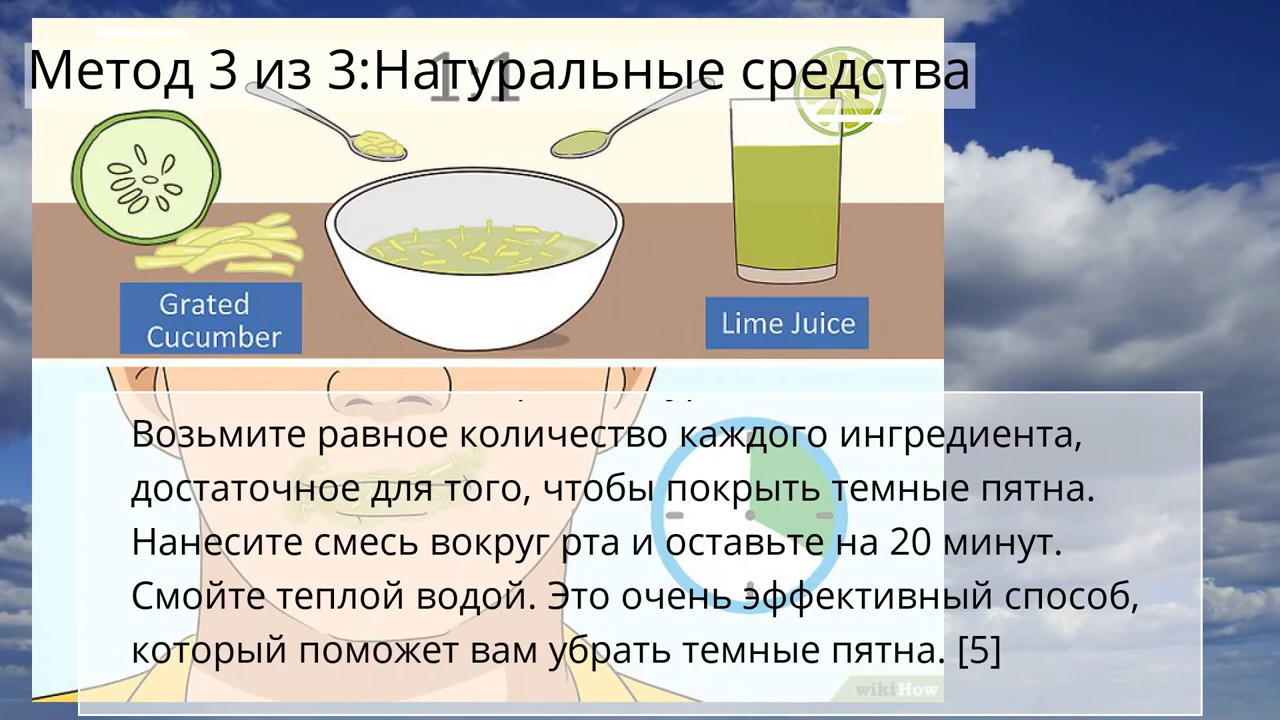 Метод 3 из 3:Натуральные средства
1:1
Grated
Cucumber
Lime Juice
Возьмите равное количество каждого ингредиента,
достаточное для того, чтобы покрыть темные пятна.
Нанесите смесь вокруг рта и оставьте на 20 минут.
Смойте теплой водой. Это очень эффективный способ,
который поможет вам убрать темные пятна. [5]
wikiHow